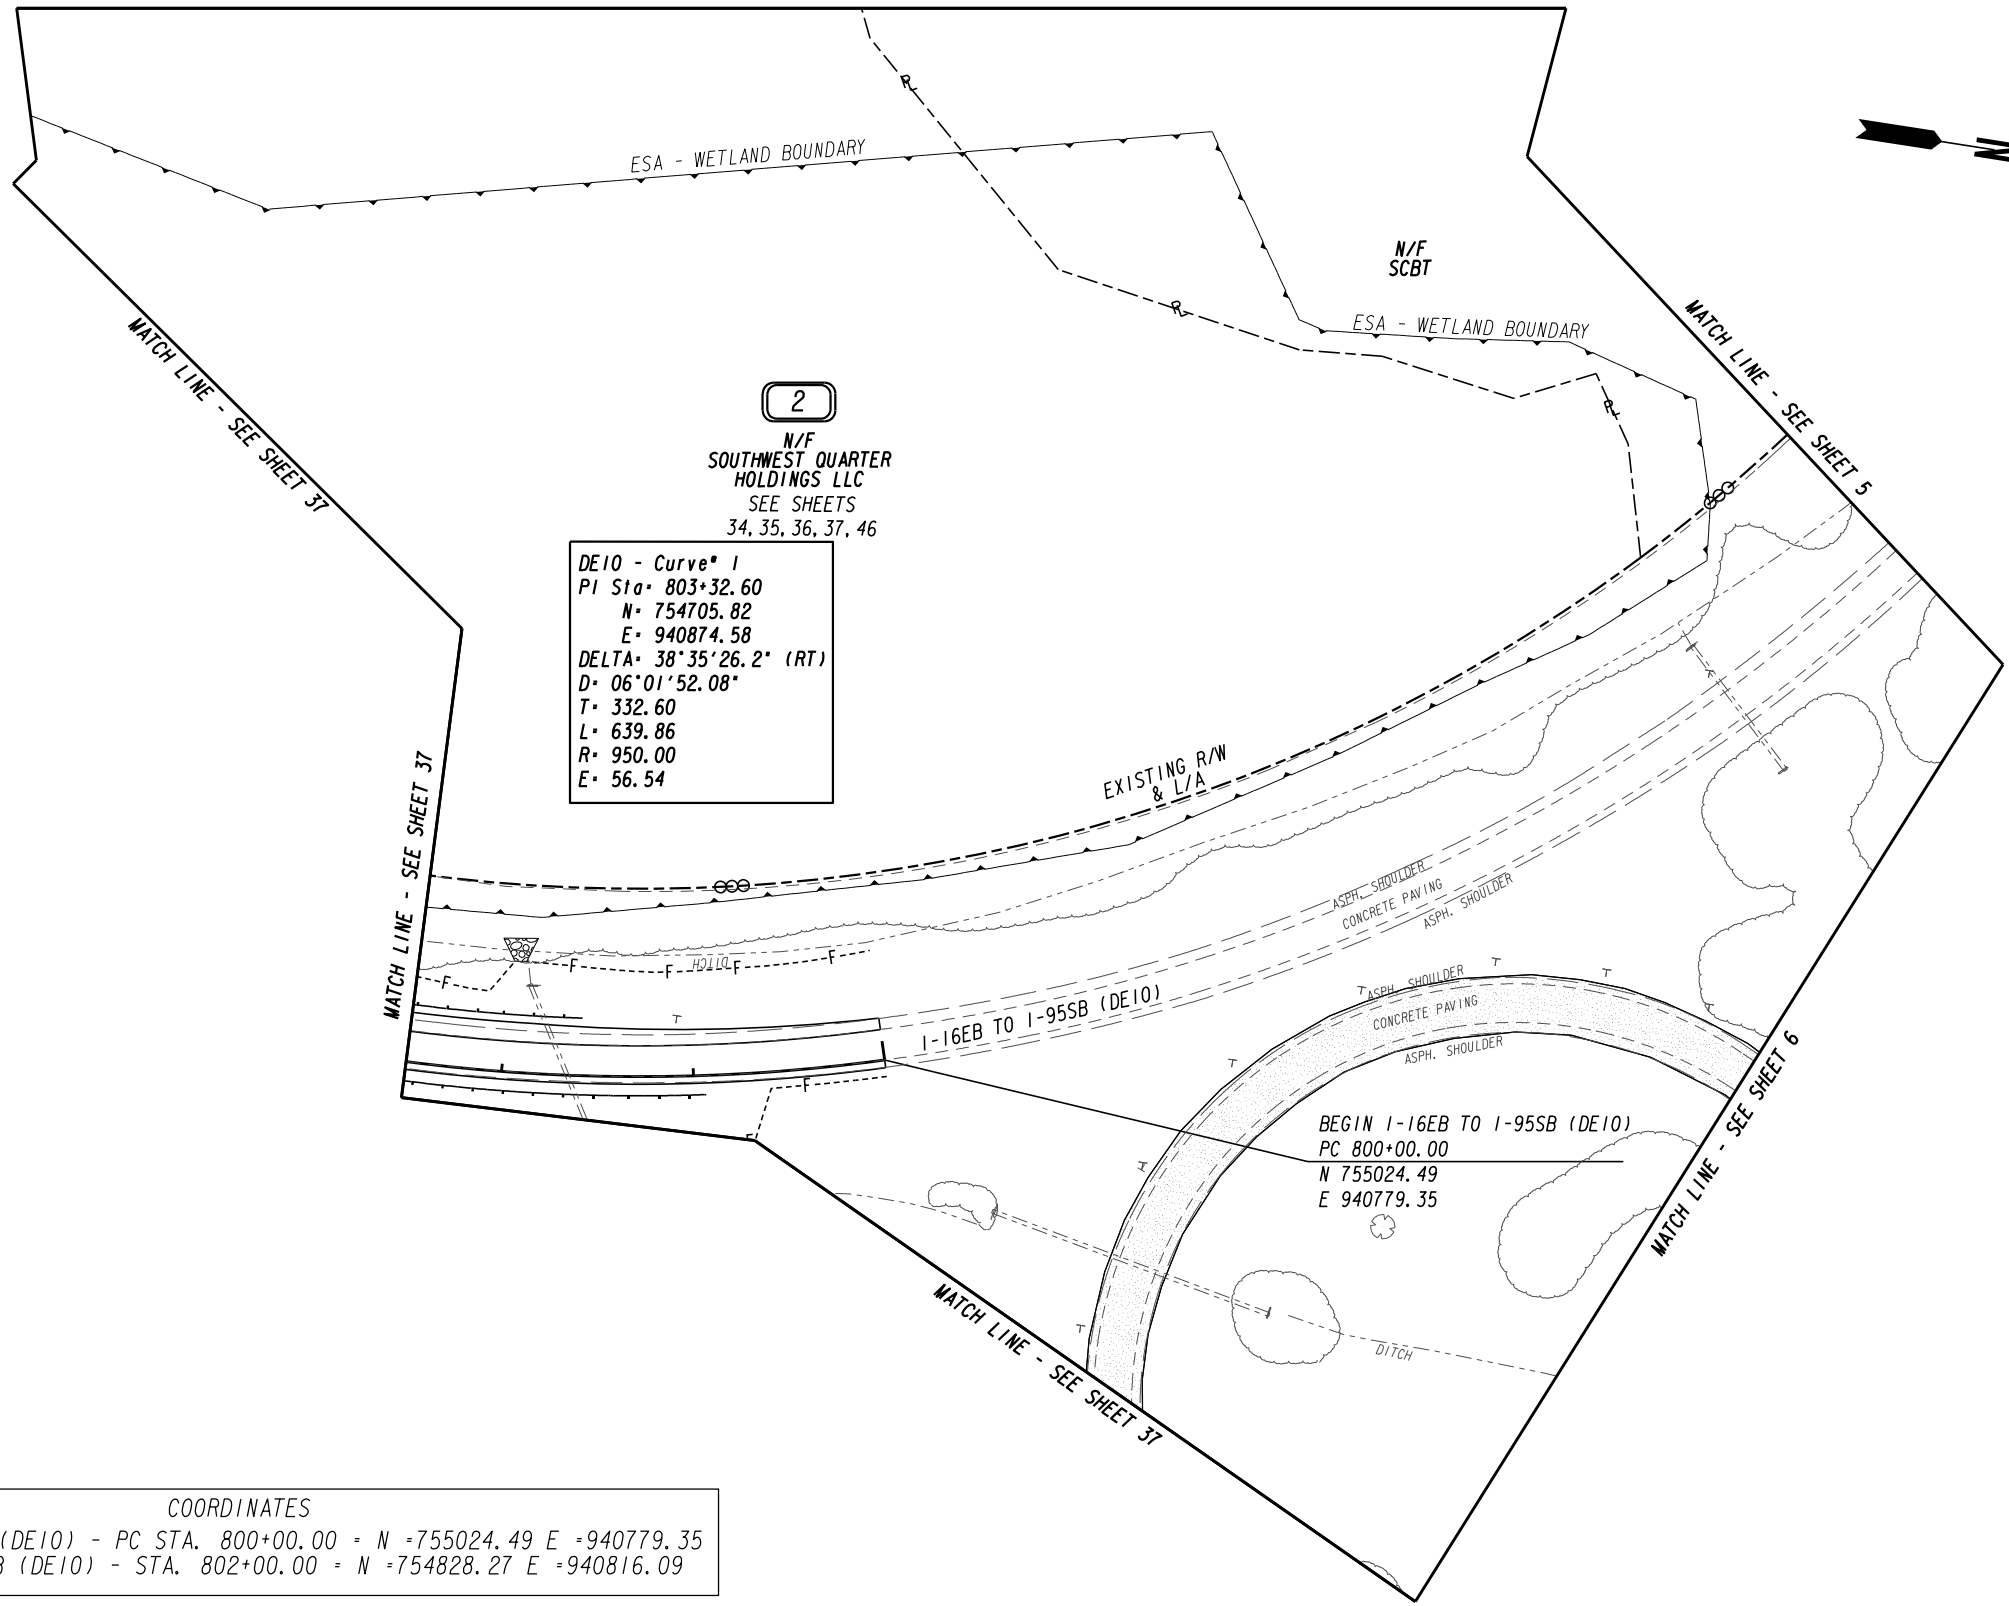 ESA - WETLAND BOUNDARY
N
N/F
SCBT
ESA - WETLAND BOUNDARY
MATCH LINE - SEE SHEET 5
MATCH LINE - SEE SHEET 37
2
N/F
SOUTHWEST QUARTER
HOLDINGS LLC
SEE SHEETS
34, 35, 36, 37, 46
DE10 - Curve# 1
PI Sta: 803+32.60
N: 754705.82
E: 940874.58
DELTA: 38°35'26.2" (RT)
D: 06°01'52.08"
T: 332.60
L: 639.86
R: 950.00
E: 56.54
EXISTING R/W
& L/A
MATCH LINE - SEE SHEET 37
ASPH. SHOULDER
CONCRETE PAVING
ASPH. SHOULDER
DITCH
F
F
F
F
F
F
F
I-16EB TO I-95SB (DE10)
ASPH. SHOULDER
CONCRETE PAVING
ASPH. SHOULDER
BEGIN I-16EB TO I-95SB (DE10)
PC 800+00.00
N 755024.49
E 940779.35
MATCH LINE - SEE SHEET 6
DITCH
MATCH LINE - SEE SHEET 37
COORDINATES
(DE10) - PC STA. 800+00.00 = N =755024.49 E =940779.35
B (DE10) - STA. 802+00.00 = N =754828.27 E =940816.09